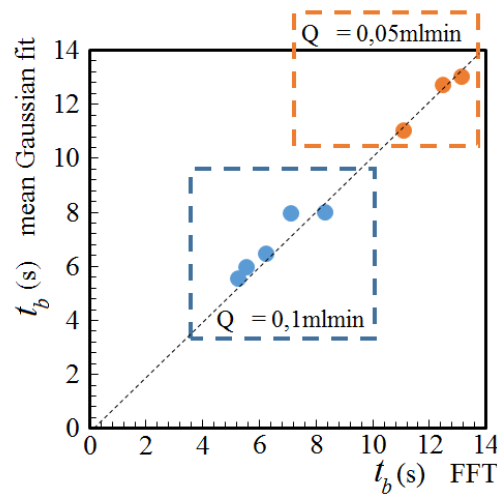 Q = 0,05mlmin
14
12
10
8
6
4
2
0
t_b (s) mean Gaussian fit
Q = 0,1mlmin
0 2 4 6 8 10 12 14
t_b (s) FFT